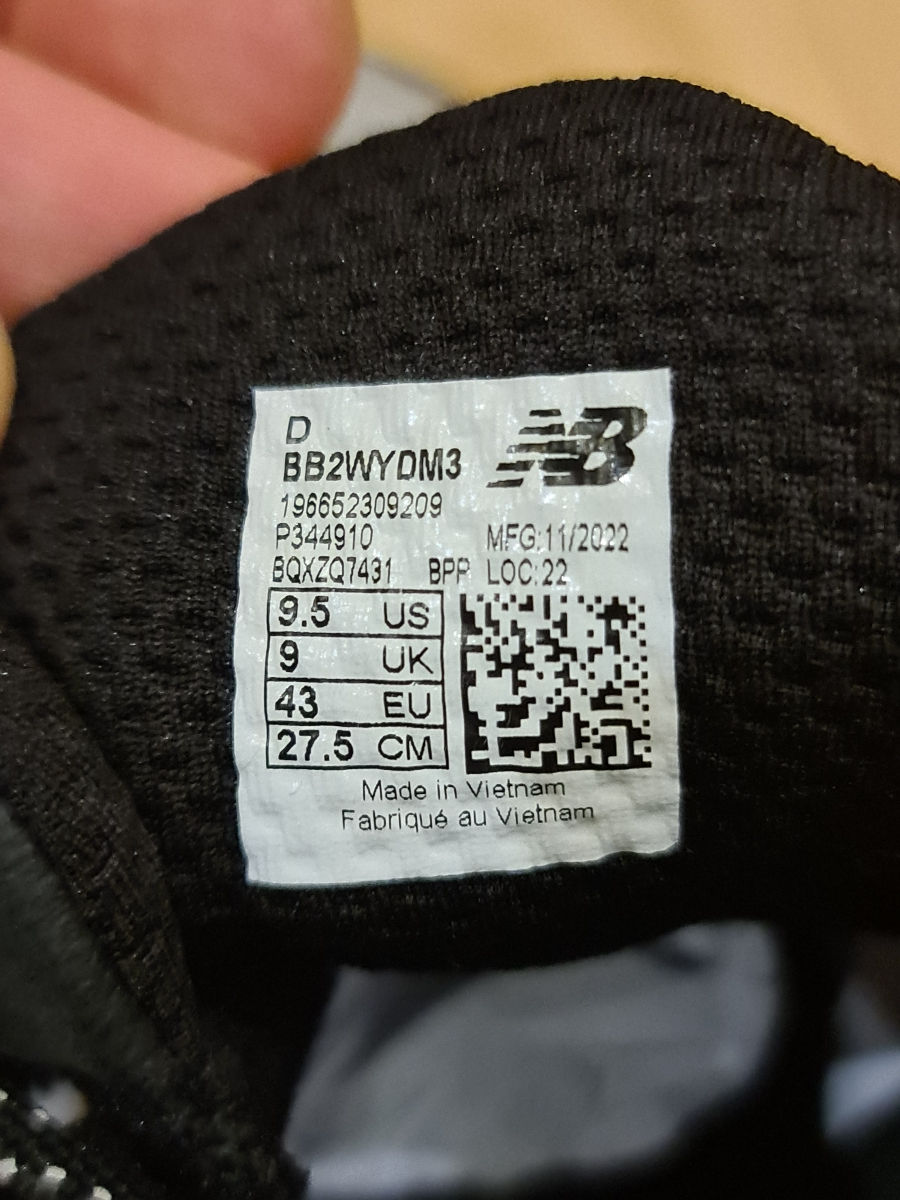 D
NB
BB2WYDM3
196652309209
P344910 MFG:11/2022
BQXZQ7431 BPP LOC:22
9.5 US
9 UK
43 EU
27.5 CM
Made in Vietnam
Fabriqué au Vietnam